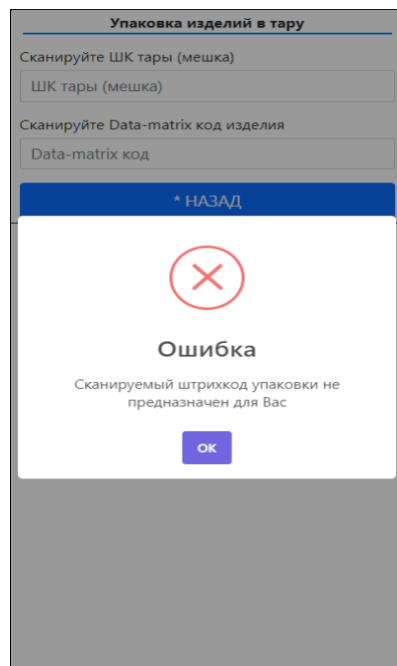 Упаковка изделий в тару
Сканируйте ШК тары (мешка)
ШК тары (мешка)
Сканируйте Data-matrix код изделия
Data-matrix код
* НАЗАД
Ошибка
Сканируемый штрихкод упаковки не
предназначен для Вас
ОК